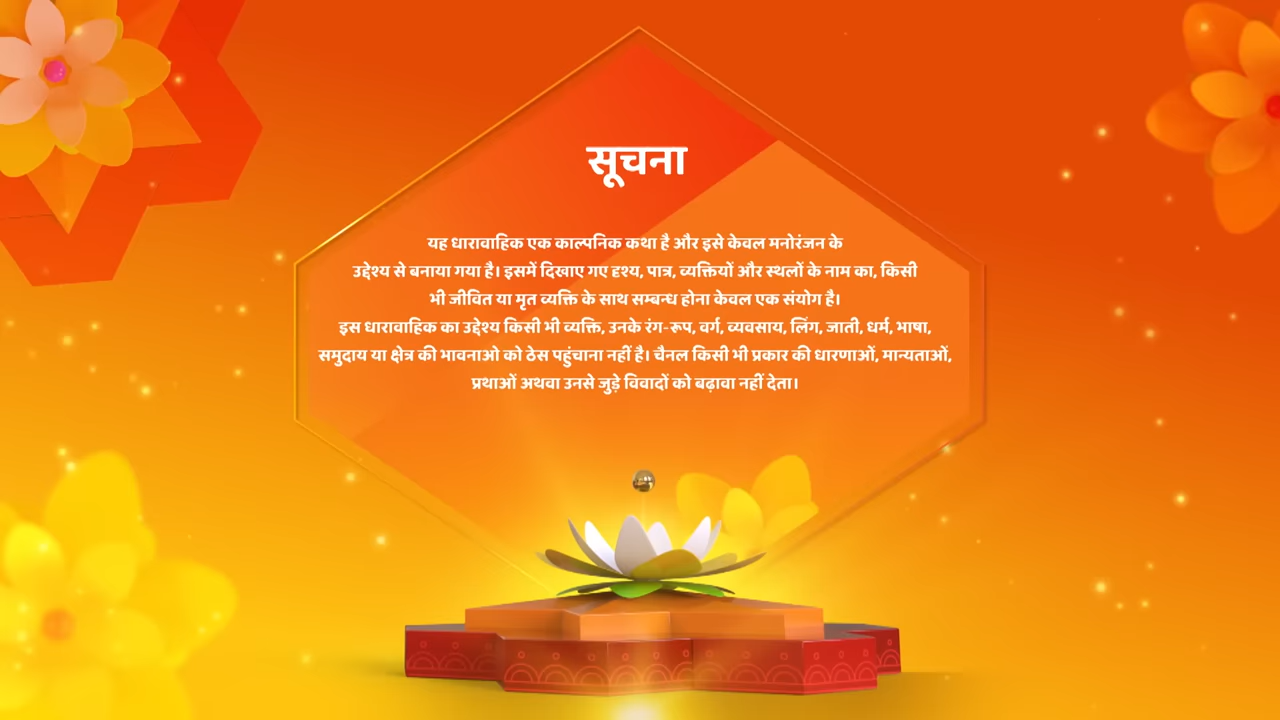 सूचना
यह धारावाहिक एक काल्पनिक कथा है और इसे केवल मनोरंजन के
उद्देश्य से बनाया गया है। इसमें दिखाए गए दृश्य, पात्र, व्यक्तियों और स्थलों के नाम का, किसी
भी जीवित या मृत व्यक्ति के साथ सम्बन्ध होना केवल एक संयोग है।
इस धारावाहिक का उद्देश्य किसी भी व्यक्ति, उनके रंग-रूप, वर्ग, व्यवसाय, लिंग, जाती, धर्म, भाषा,
समुदाय या क्षेत्र की भावनाओ को ठेस पहुंचाना नहीं है। चैनल किसी भी प्रकार की धारणाओं, मान्यताओं,
प्रथाओं अथवा उनसे जुड़े विवादों को बढ़ावा नहीं देता।